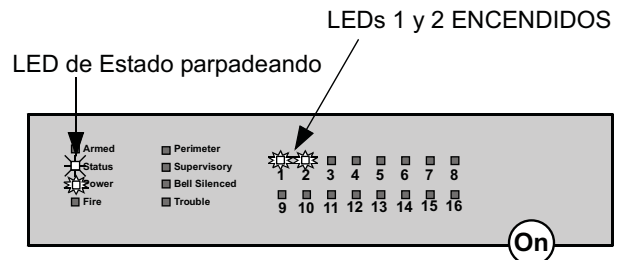 LEDs 1 y 2 ENCENDIDOS
LED de Estado parpadeando
Armed
Status
Power
Fire
Perimeter
Supervisory
Bell Silenced
Trouble
1 2 3 4 5 6 7 8
9 10 11 12 13 14 15 16
On